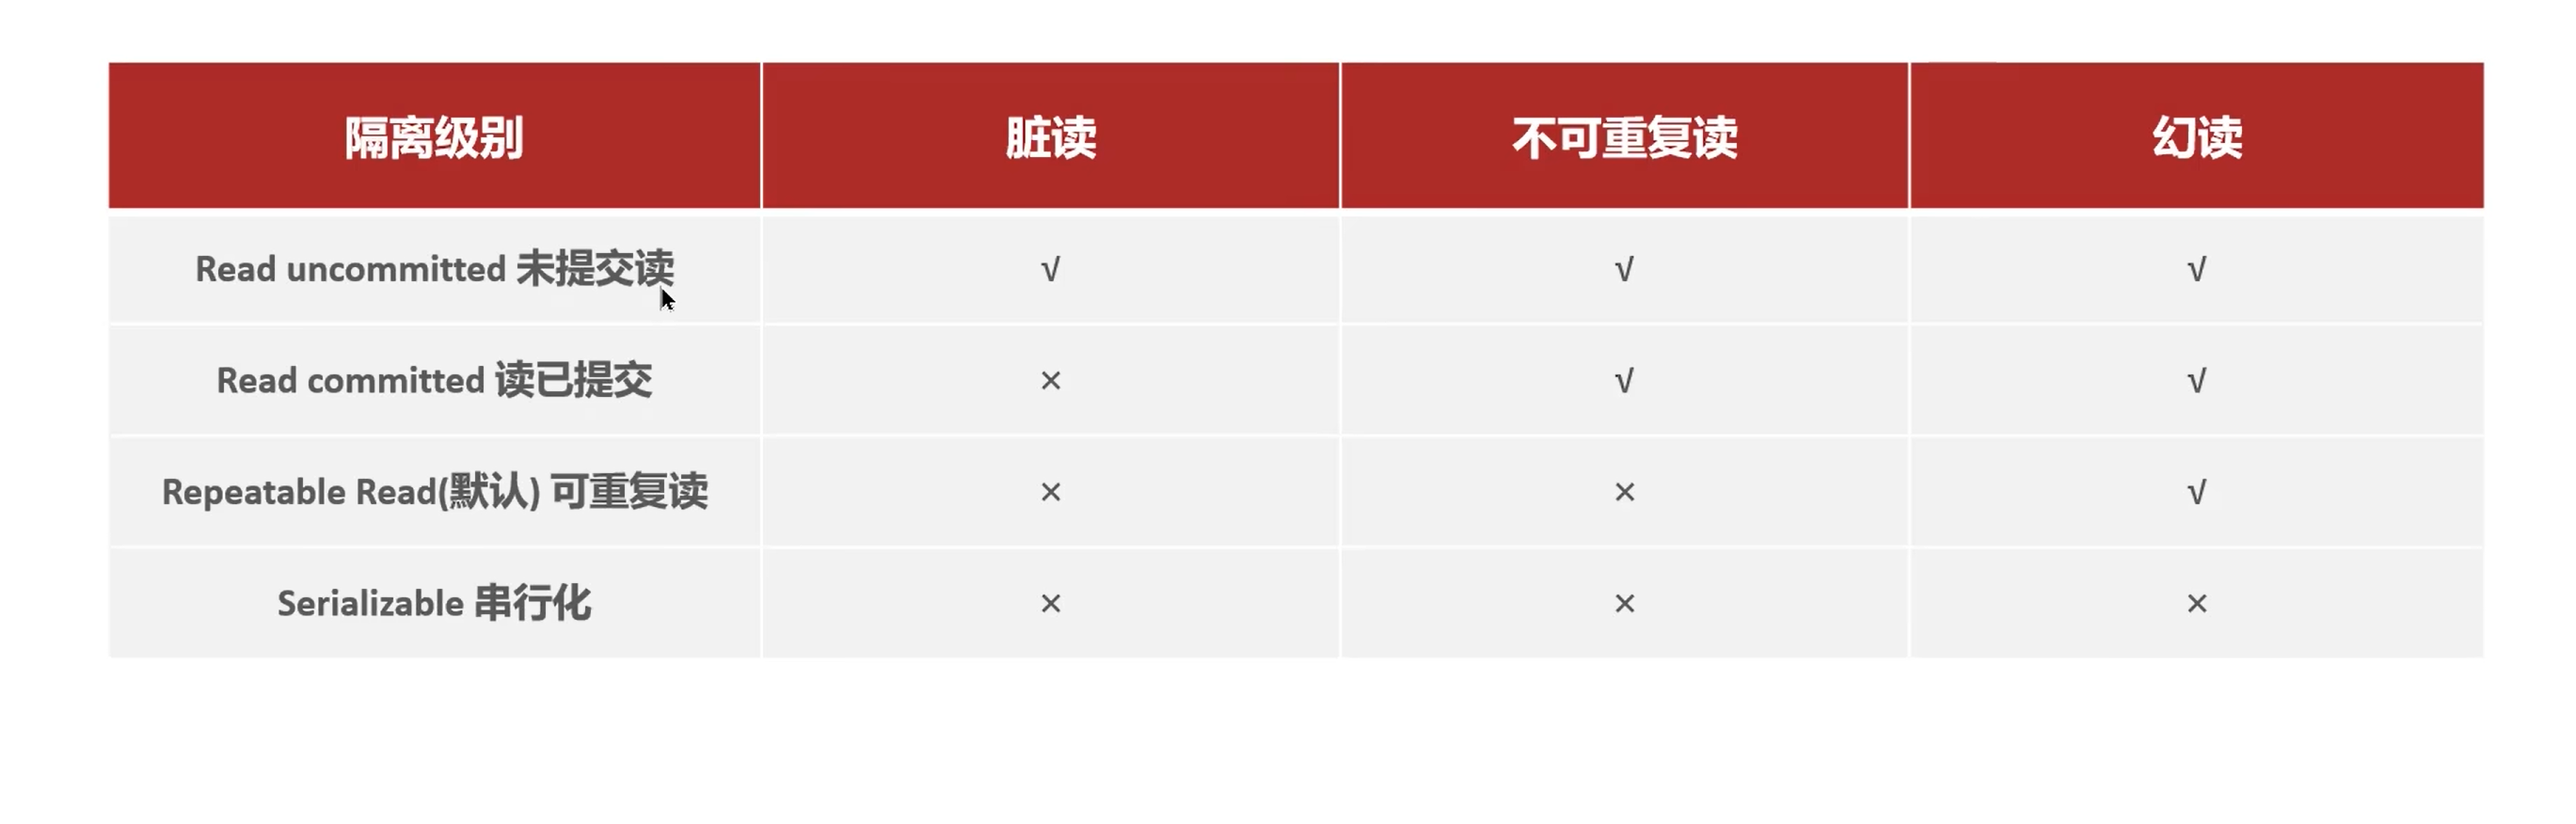 隔离级别 脏读 不可重复读 幻读
Read uncommitted 未提交读 √ √ √
Read committed 读已提交 × √ √
Repeatable Read(默认) 可重复读 × × √
Serializable 串行化 × × ×